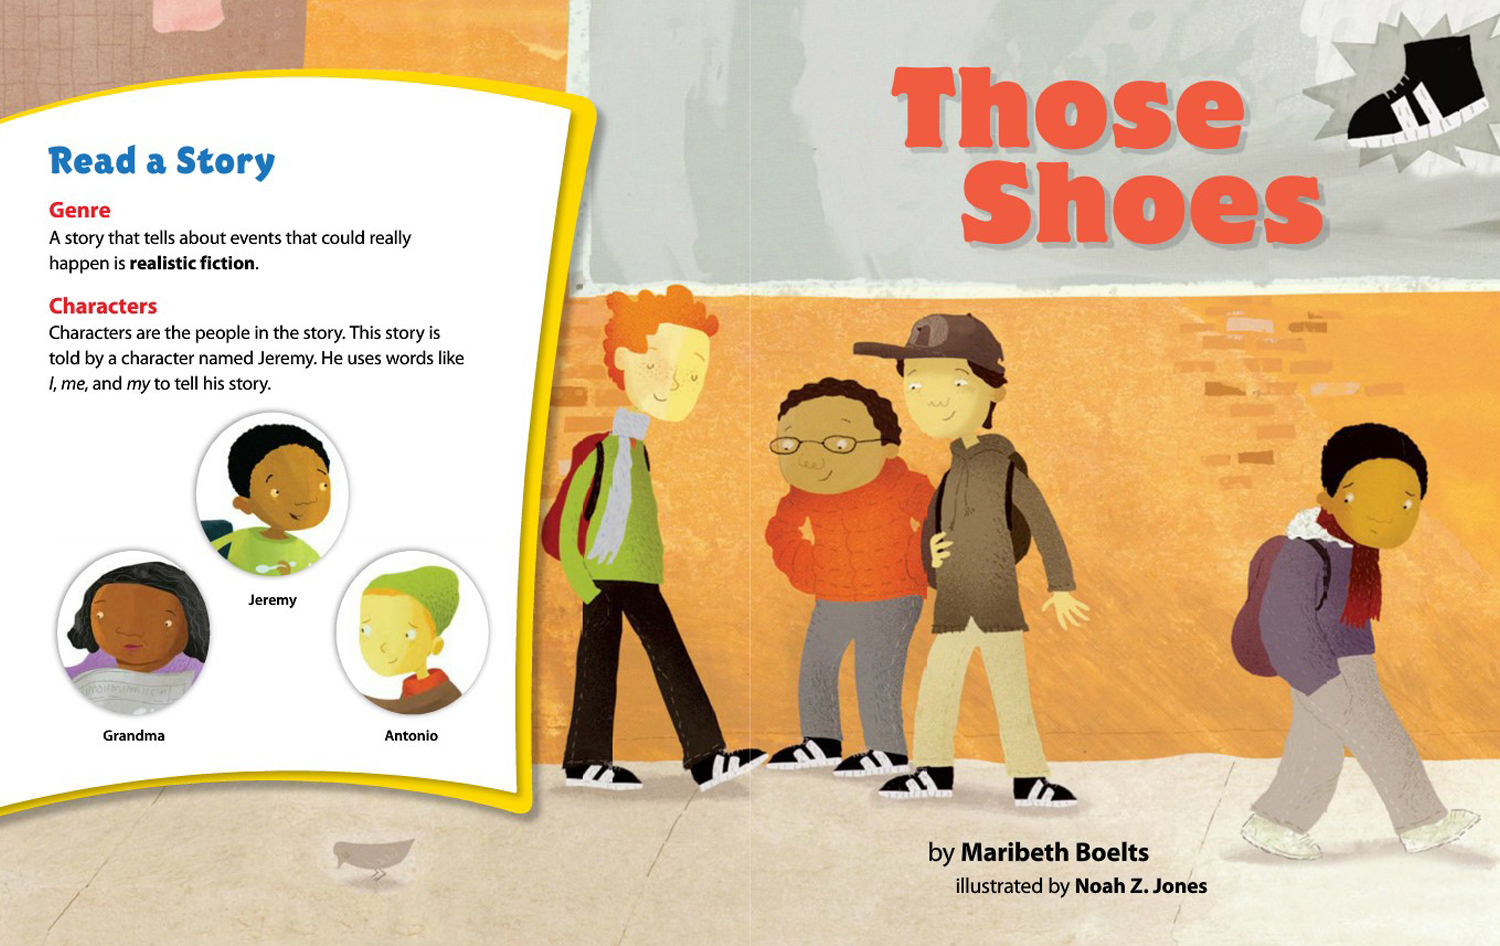 Read a Story
Genre
A story that tells about events that could really
happen is realistic fiction.
Characters
Characters are the people in the story. This story is
told by a character named Jeremy. He uses words like
I, me, and my to tell his story.
Jeremy
Grandma
Antonio
Those
Shoes
by Maribeth Boelts
illustrated by Noah Z. Jones